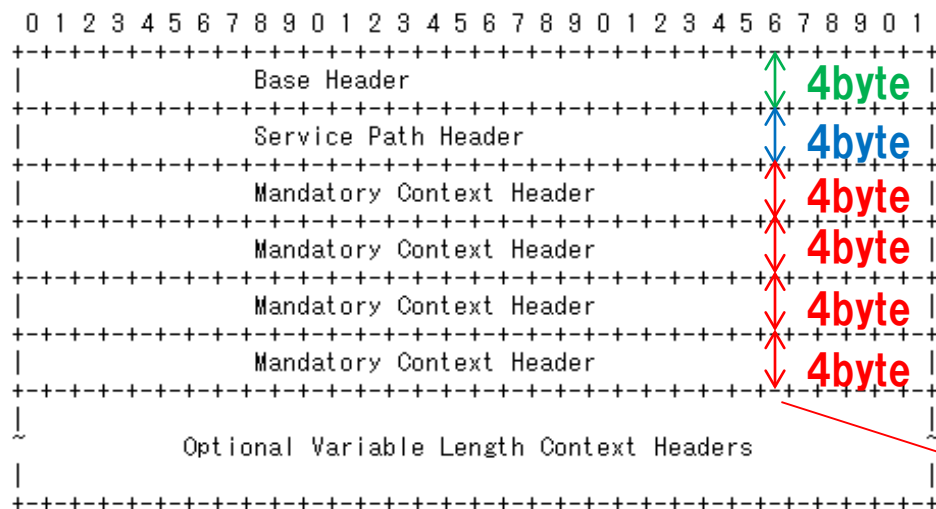 0 1 2 3 4 5 6 7 8 9 0 1 2 3 4 5 6 7 8 9 0 1 2 3 4 5 6 7 8 9 0 1
+-+-+-+-+-+-+-+-+-+-+-+-+-+-+-+-+-+-+-+-+-+-+-+-+-+-+-+-+-+-+-+-+
| Base Header 4byte |
+-+-+-+-+-+-+-+-+-+-+-+-+-+-+-+-+-+-+-+-+-+-+-+-+-+-+-+-+-+-+-+-+
| Service Path Header 4byte |
+-+-+-+-+-+-+-+-+-+-+-+-+-+-+-+-+-+-+-+-+-+-+-+-+-+-+-+-+-+-+-+-+
| Mandatory Context Header 4byte |
+-+-+-+-+-+-+-+-+-+-+-+-+-+-+-+-+-+-+-+-+-+-+-+-+-+-+-+-+-+-+-+-+
| Mandatory Context Header 4byte |
+-+-+-+-+-+-+-+-+-+-+-+-+-+-+-+-+-+-+-+-+-+-+-+-+-+-+-+-+-+-+-+-+
| Mandatory Context Header 4byte |
+-+-+-+-+-+-+-+-+-+-+-+-+-+-+-+-+-+-+-+-+-+-+-+-+-+-+-+-+-+-+-+-+
| Mandatory Context Header 4byte |
+-+-+-+-+-+-+-+-+-+-+-+-+-+-+-+-+-+-+-+-+-+-+-+-+-+-+-+-+-+-+-+-+
| |
~ Optional Variable Length Context Headers ~
| |
+-+-+-+-+-+-+-+-+-+-+-+-+-+-+-+-+-+-+-+-+-+-+-+-+-+-+-+-+-+-+-+-+